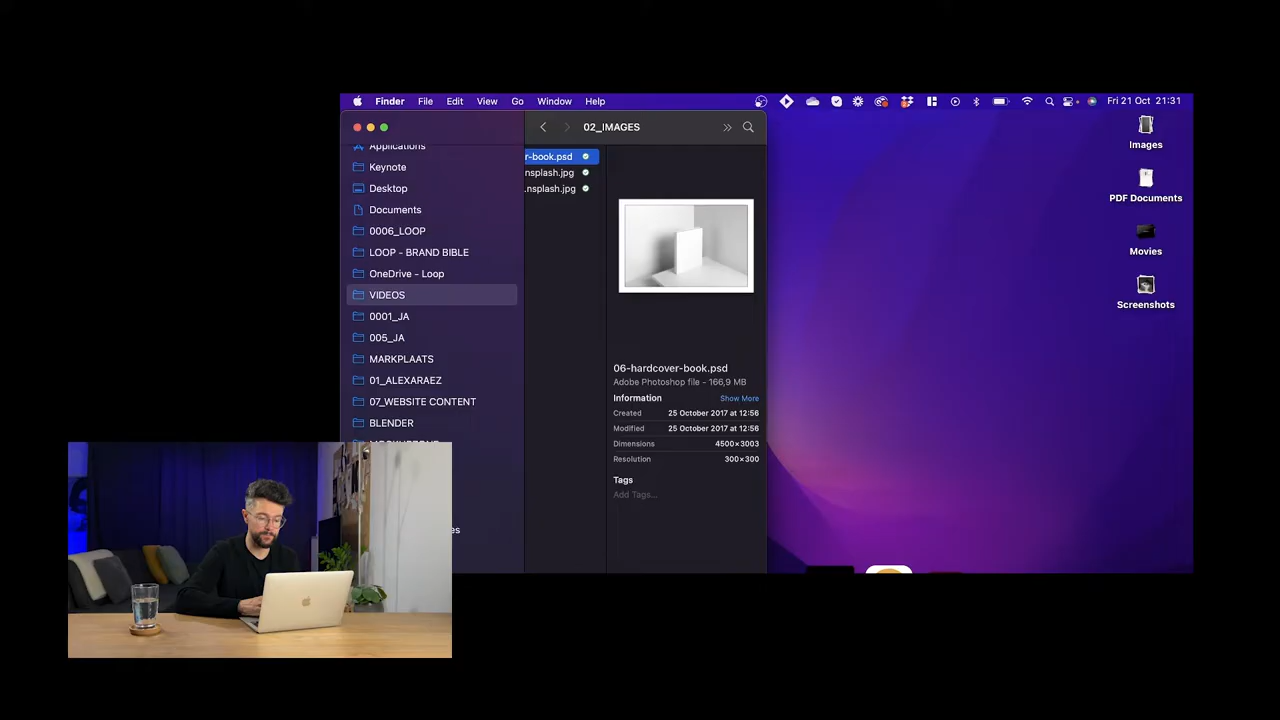 Finder File Edit View Go Window Help Fri 21 Oct 21:31
02_IMAGES
Applications
Keynote
Desktop
Documents
0006_LOOP
LOOP - BRAND BIBLE
OneDrive - Loop
VIDEOS
0001_JA
005_JA
MARKPLAATS
01_ALEXARAEZ
07_WEBSITE CONTENT
BLENDER
es
r-book.psd
nsplash.jpg
.nsplash.jpg
06-hardcover-book.psd
Adobe Photoshop file - 166,9 MB
Information Show More
Created 25 October 2017 at 12:56
Modified 25 October 2017 at 12:56
Dimensions 4500×3003
Resolution 300×300
Tags
Add Tags...
Images
PDF Documents
Movies
Screenshots